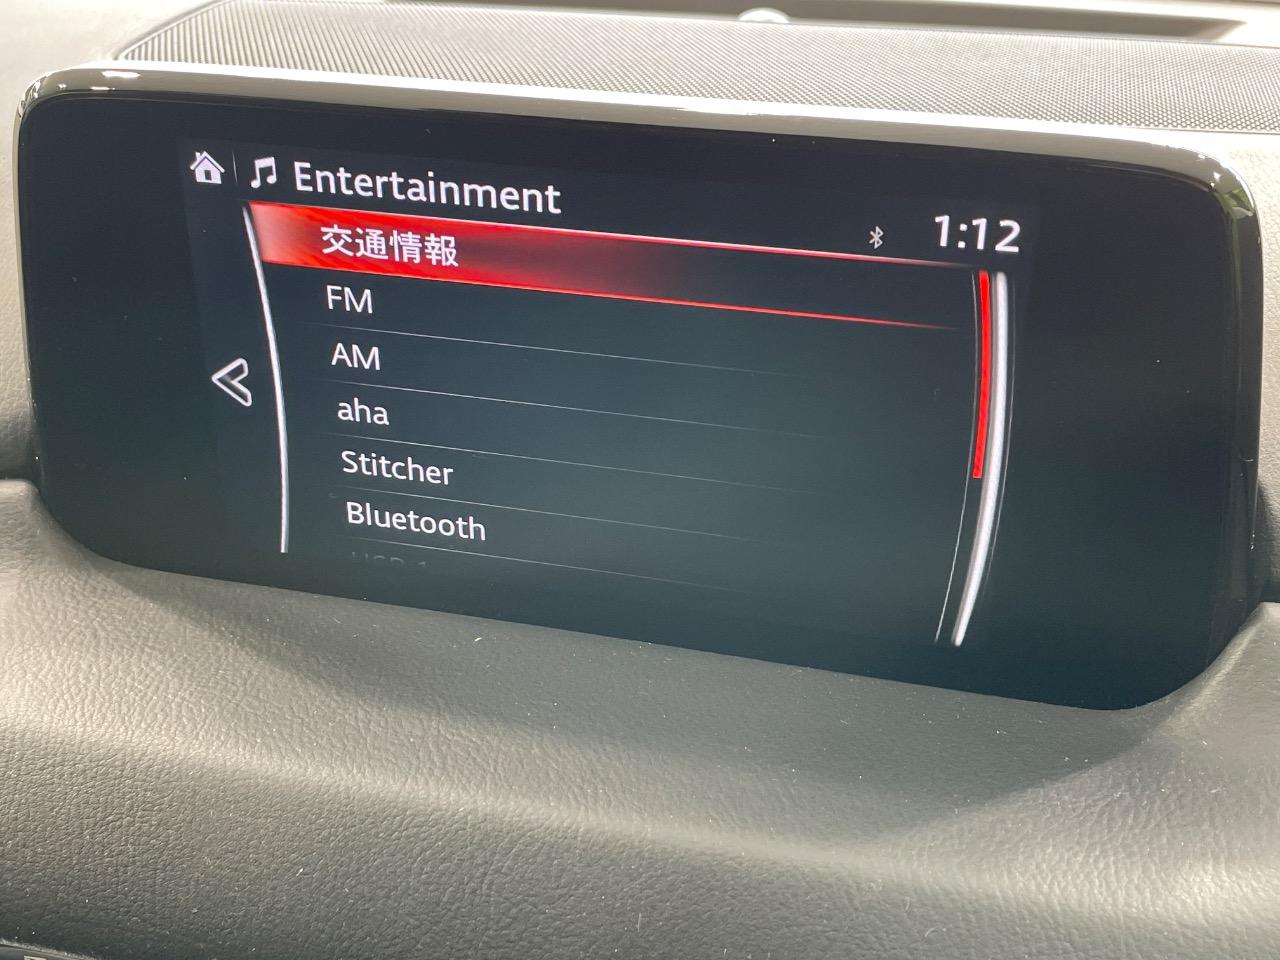 Entertainment
1:12
交通情報
FM
AM
aha
Stitcher
Bluetooth